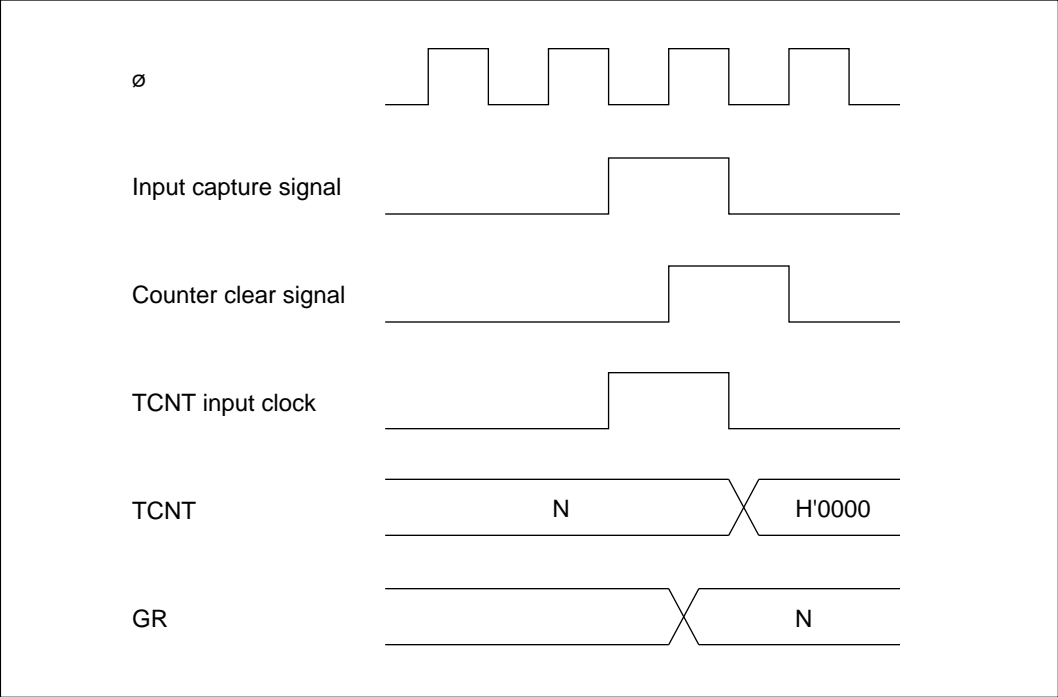 ø
Input capture signal
Counter clear signal
TCNT input clock
TCNT N H'0000
GR N